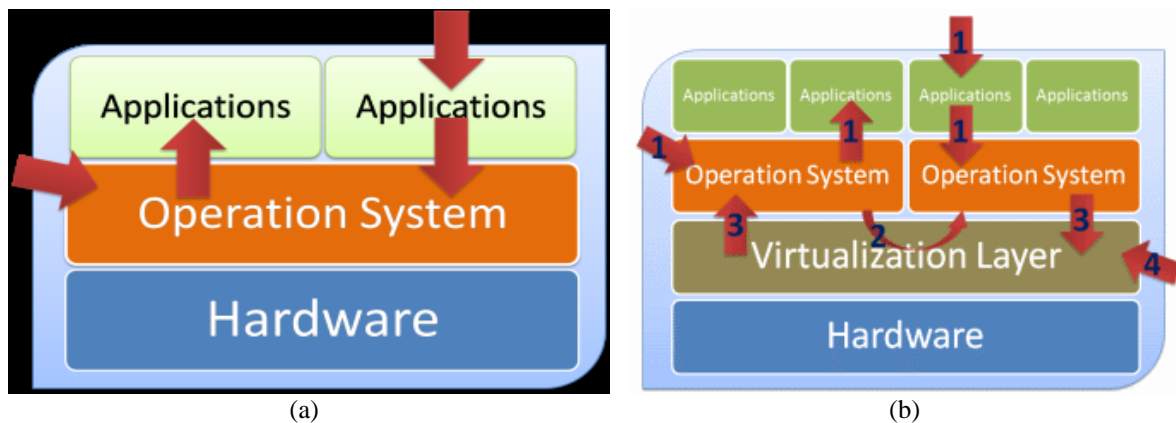 Applications Applications
Operation System
Hardware
(a)
1
Applications Applications Applications Applications
1 1 1
Operation System Operation System
3 2 3
Virtualization Layer 4
Hardware
(b)